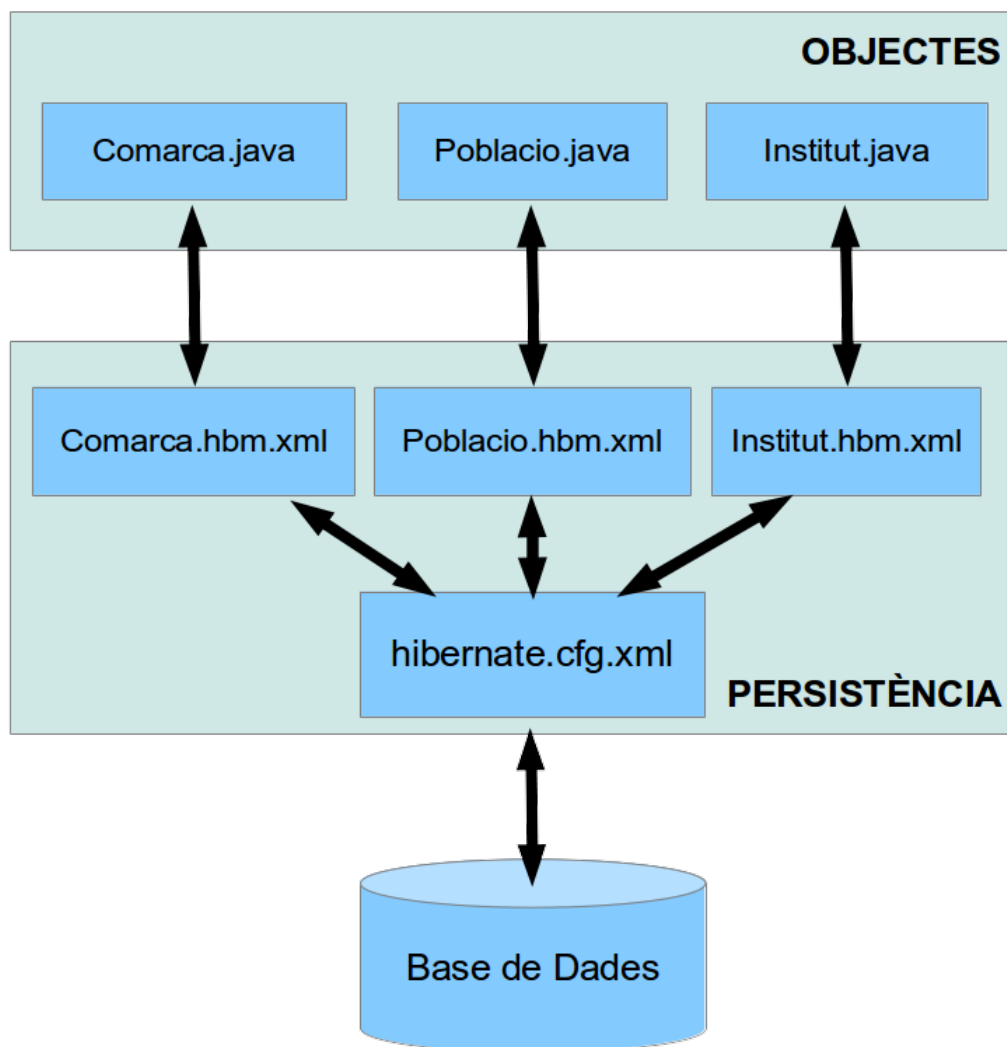 OBJECTES
Comarca.java
Poblacio.java
Institut.java
Comarca.hbm.xml
Poblacio.hbm.xml
Institut.hbm.xml
hibernate.cfg.xml
PERSISTÈNCIA
Base de Dades